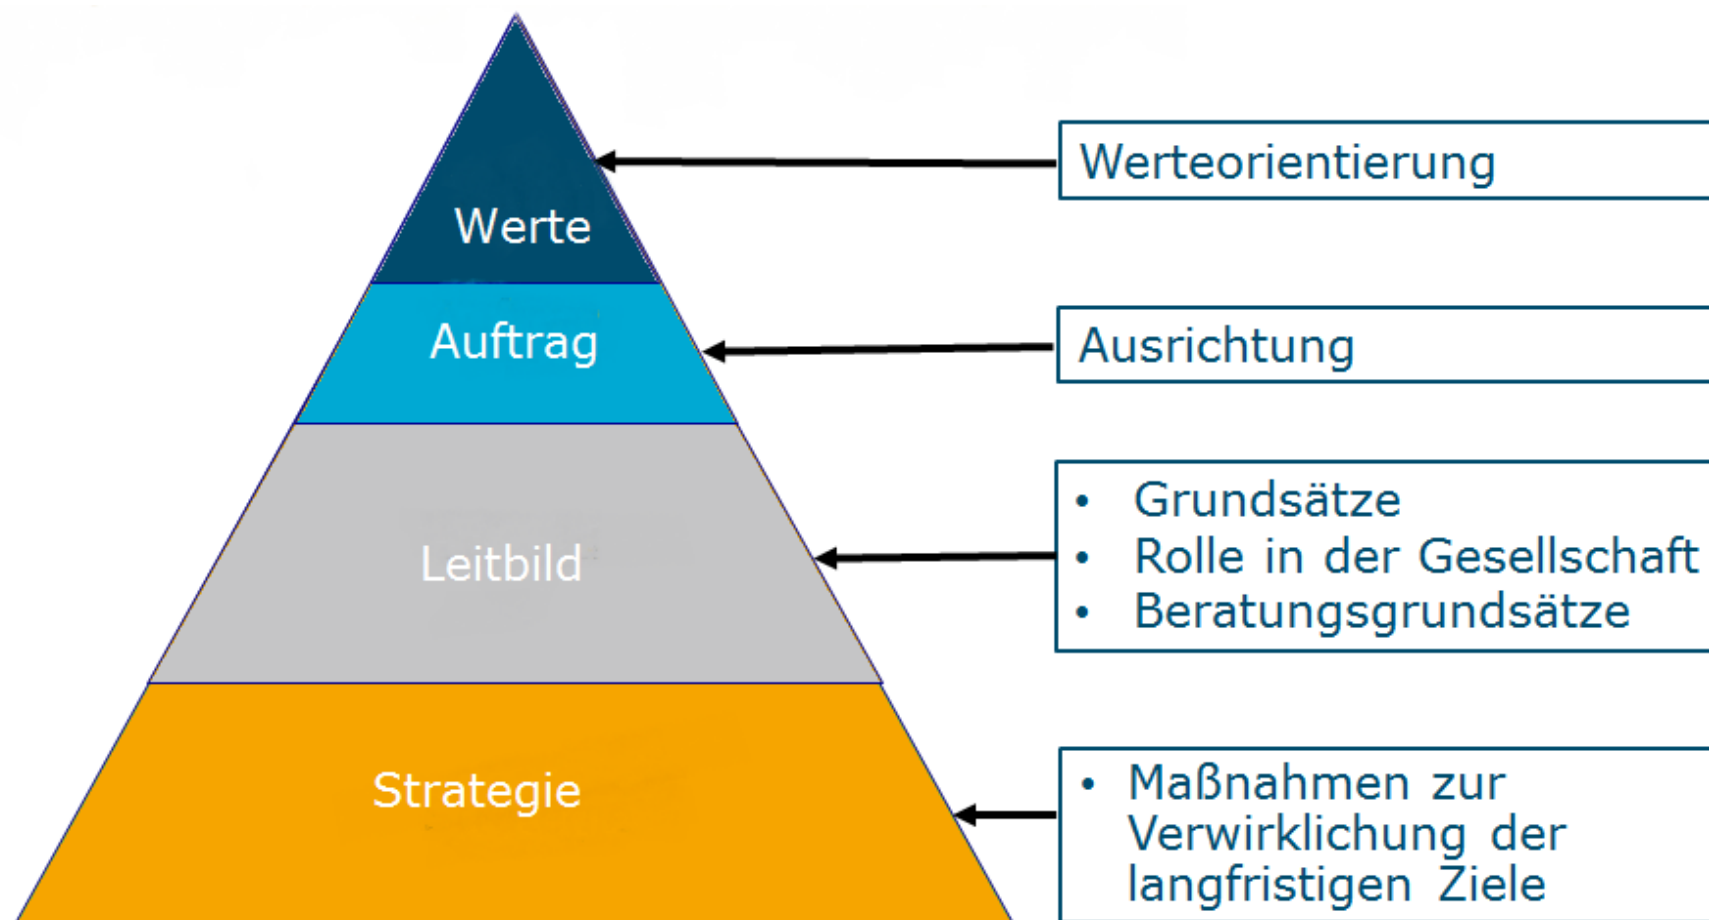 Werte
Werteorientierung
Auftrag
Ausrichtung
Leitbild
• Grundsätze
• Rolle in der Gesellschaft
• Beratungsgrundsätze
Strategie
• Maßnahmen zur
Verwirklichung der
langfristigen Ziele